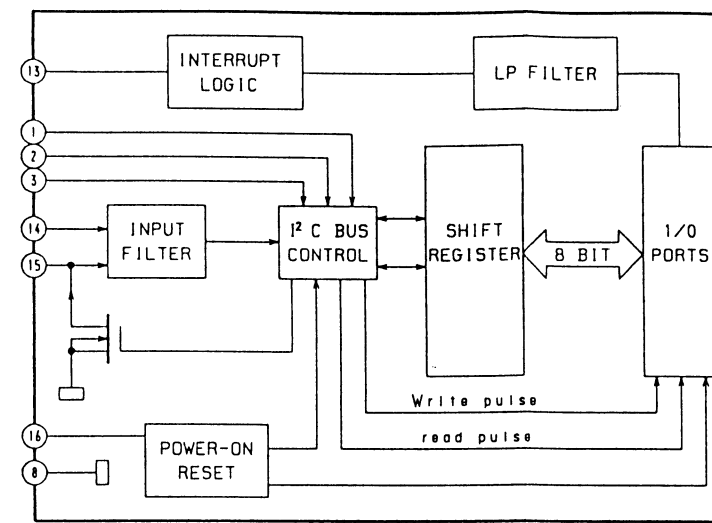 13
INTERRUPT
LOGIC
LP FILTER
1
2
3
14
INPUT
FILTER
I² C BUS
CONTROL
SHIFT
REGISTER
8 BIT
I/O
PORTS
15
Write pulse
read pulse
16
POWER-ON
RESET
8